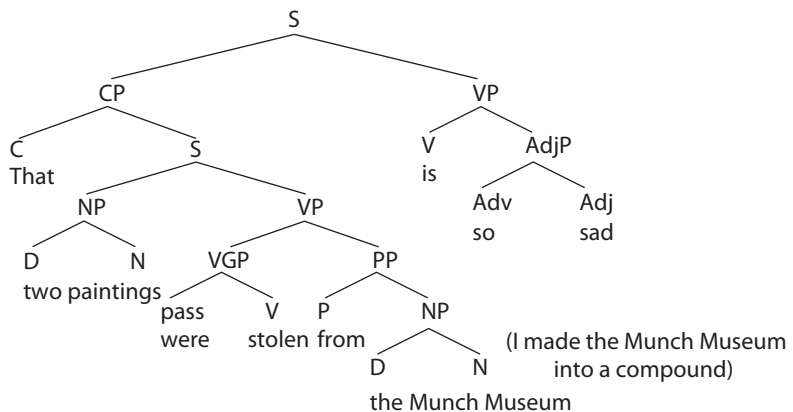 S
CP VP
C S V AdjP
That is
NP VP Adv Adj
so sad
D N VGP PP
two paintings
pass V P NP
were stolen from (I made the Munch Museum
D N into a compound)
the Munch Museum